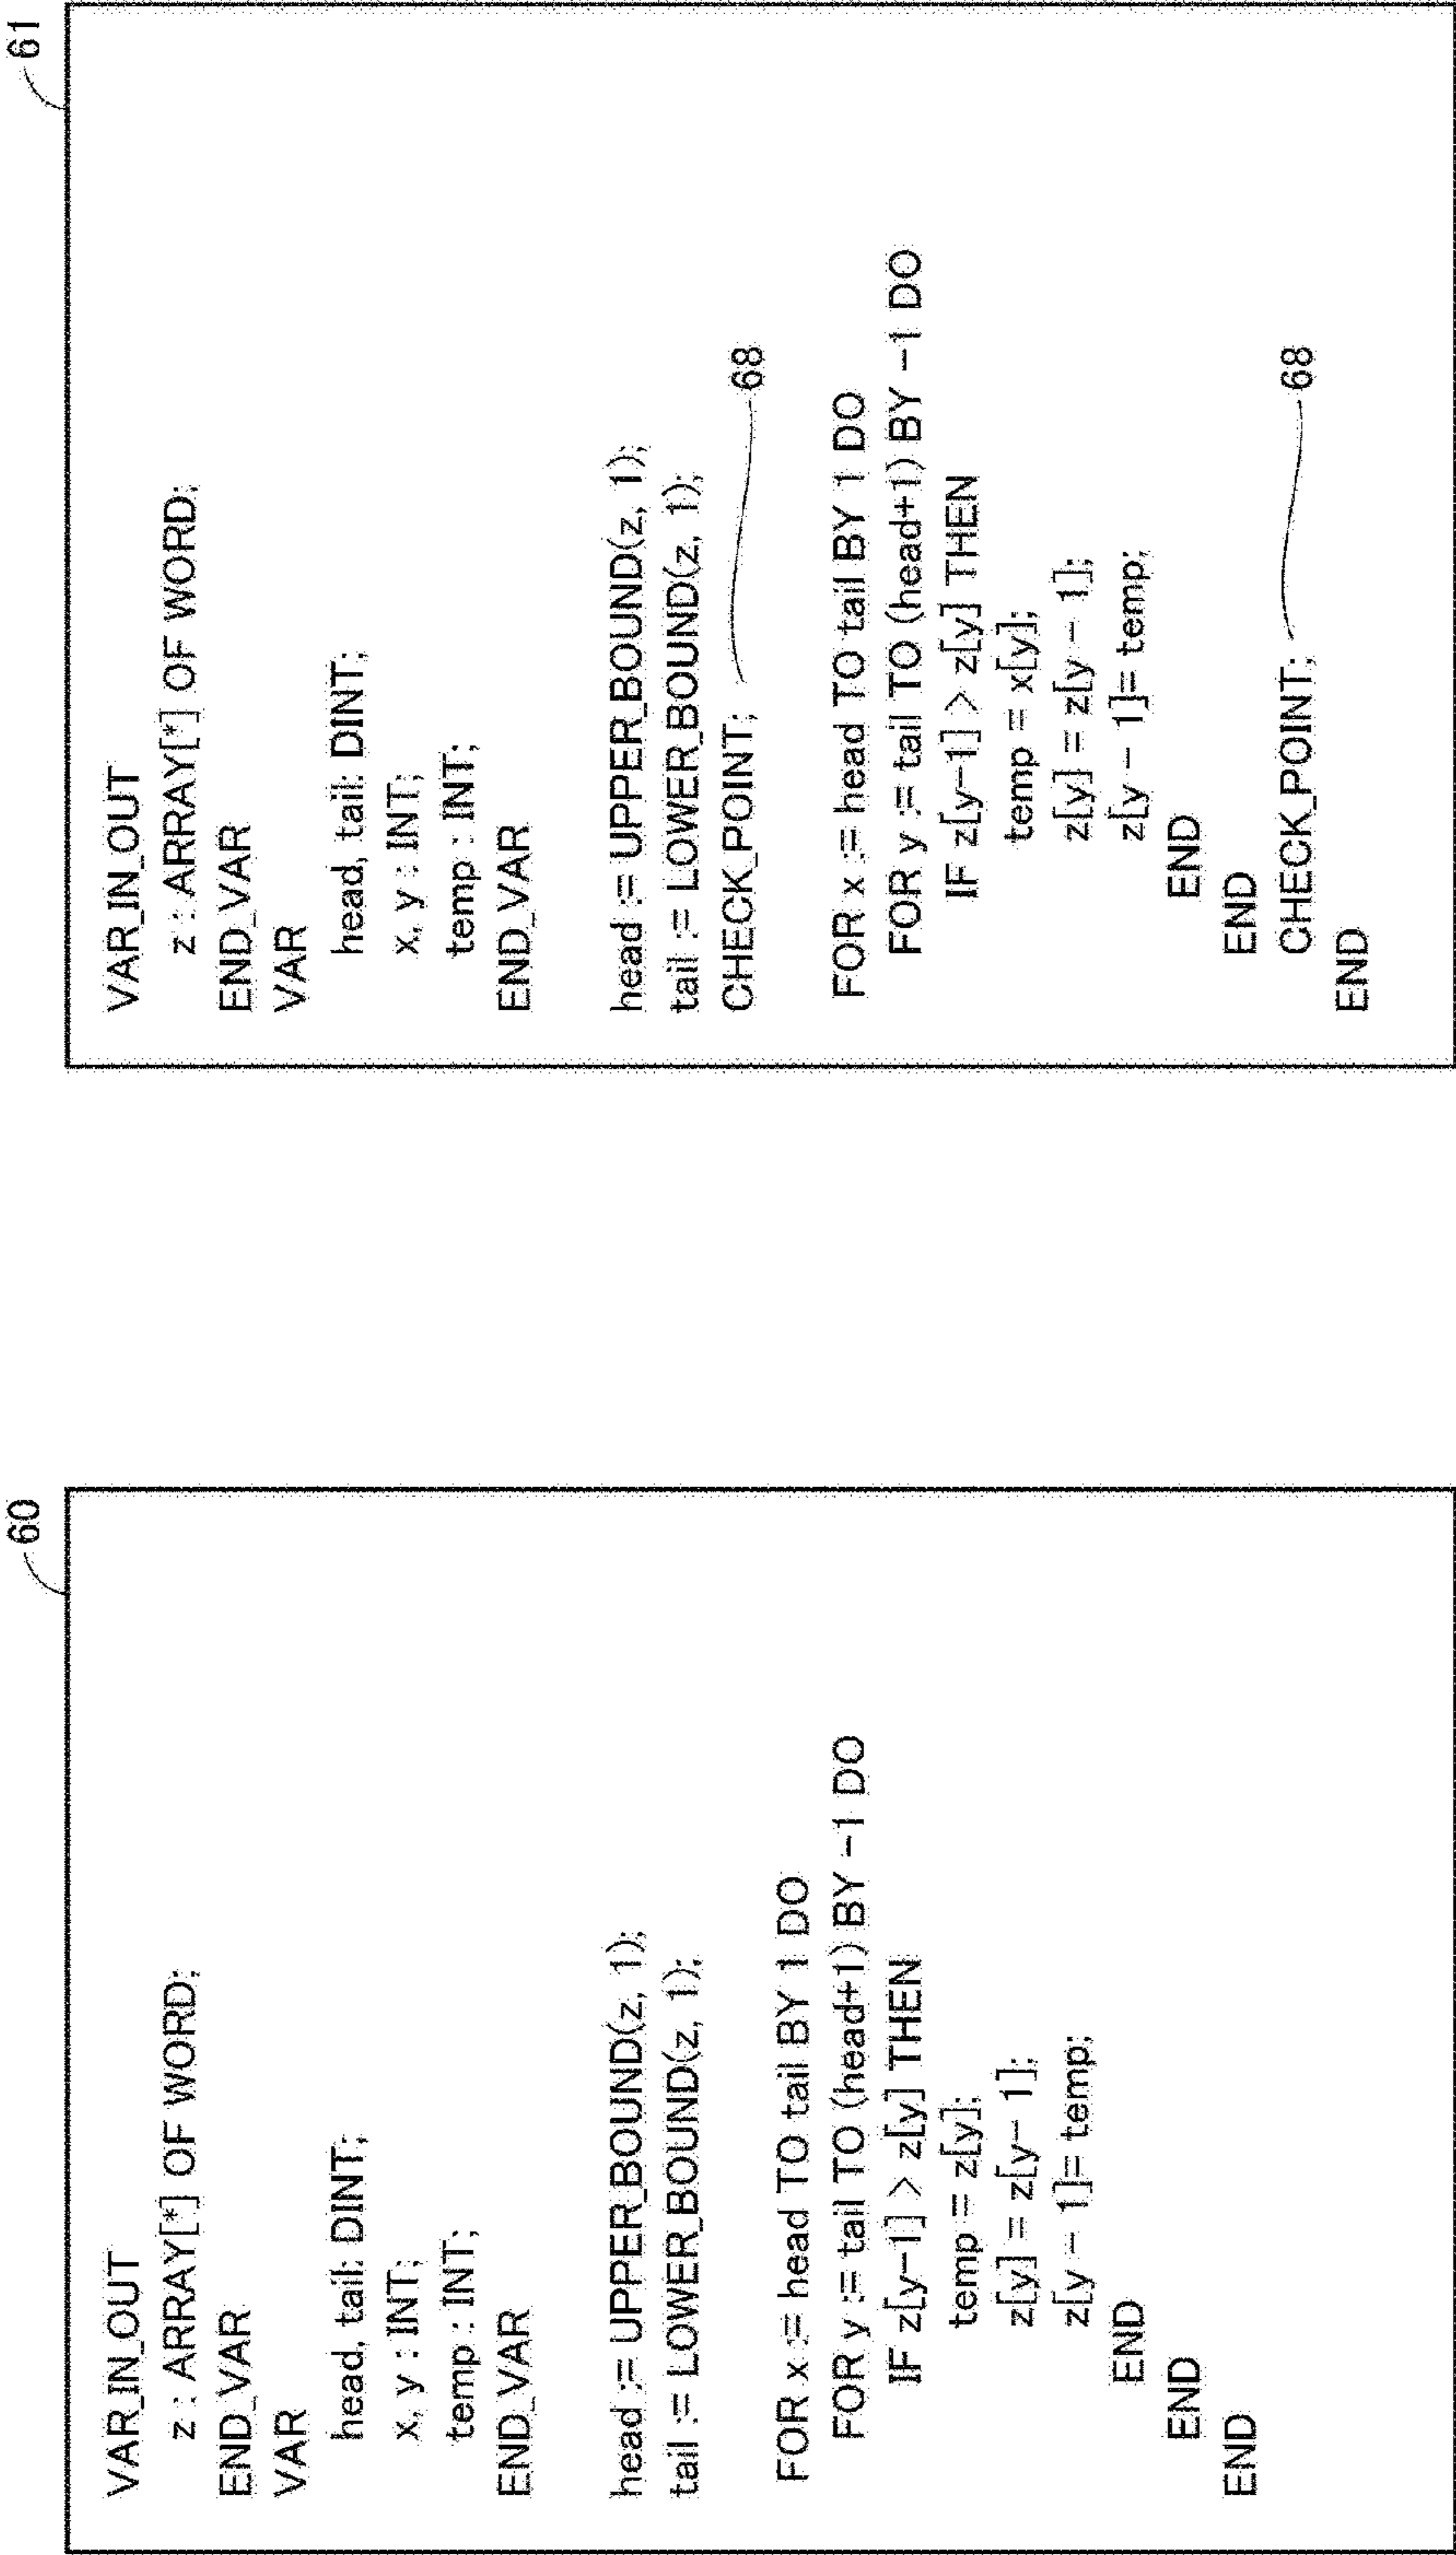 60
VAR_IN_OUT
z : ARRAY[*] OF WORD;
END_VAR
VAR
head, tail: DINT;
x, y : INT;
temp : INT;
END_VAR
head := UPPER_BOUND(z, 1);
tail := LOWER_BOUND(z, 1);
FOR x := head TO tail BY 1 DO
FOR y := tail TO (head+1) BY -1 DO
IF z[y-1] > z[y] THEN
temp = z[y];
z[y] = z[y- 1];
z[y - 1]= temp;
END
END
END
61
VAR_IN_OUT
z : ARRAY[*] OF WORD;
END_VAR
VAR
head, tail: DINT;
x, y : INT;
temp : INT;
END_VAR
head := UPPER_BOUND(z, 1);
tail := LOWER_BOUND(z, 1);
CHECK_POINT; 68
FOR x := head TO tail BY 1 DO
FOR y := tail TO (head+1) BY -1 DO
IF z[y-1] > z[y] THEN
temp = x[y];
z[y] = z[y - 1];
z[y - 1]= temp;
END
END
CHECK_POINT; 68
END